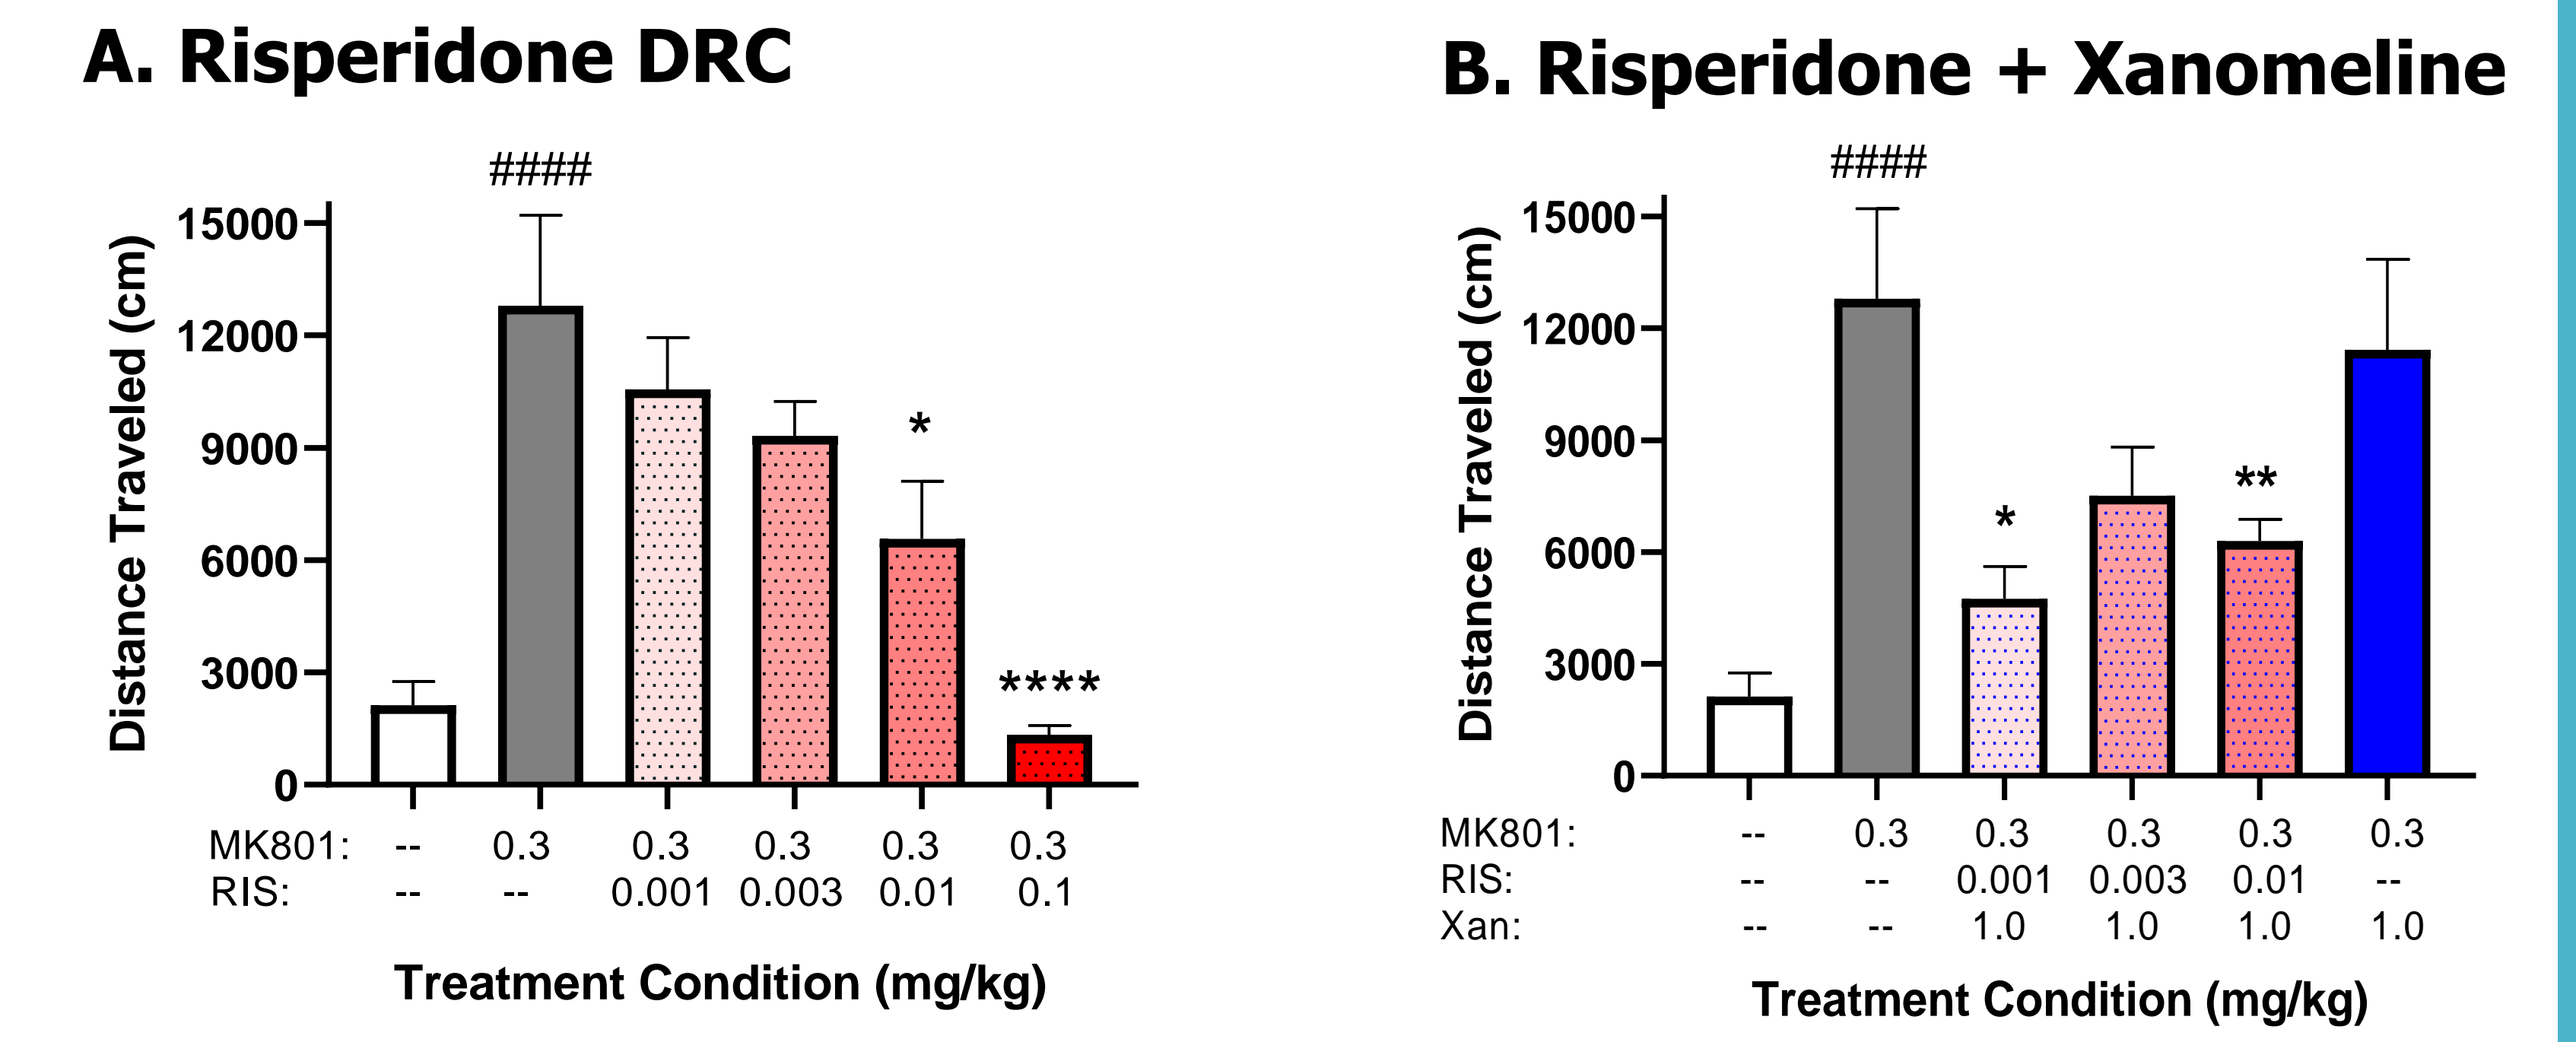 A. Risperidone DRC
####
Distance Traveled (cm)
15000
12000
9000
6000
3000
0
*
****
MK801: -- 0.3 0.3 0.3 0.3 0.3
RIS: -- -- 0.001 0.003 0.01 0.1
Treatment Condition (mg/kg)
B. Risperidone + Xanomeline
####
Distance Traveled (cm)
15000
12000
9000
6000
3000
0
*
**
MK801: -- 0.3 0.3 0.3 0.3 0.3
RIS: -- -- 0.001 0.003 0.01 --
Xan: -- -- 1.0 1.0 1.0 1.0
Treatment Condition (mg/kg)